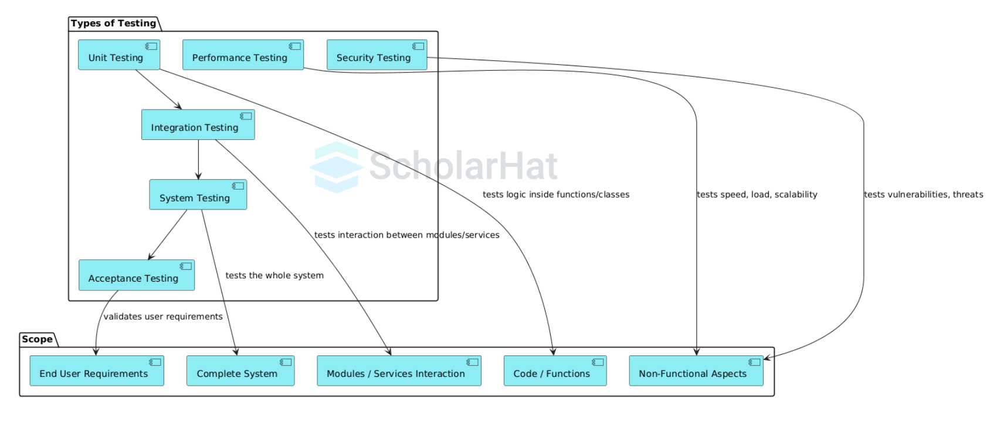 Types of Testing
Unit Testing
Performance Testing
Security Testing
Integration Testing
ScholarHat
System Testing
tests logic inside functions/classes
tests speed, load, scalability
tests vulnerabilities, threats
tests interaction between modules/services
Acceptance Testing
tests the whole system
validates user requirements
Scope
End User Requirements
Complete System
Modules / Services Interaction
Code / Functions
Non-Functional Aspects